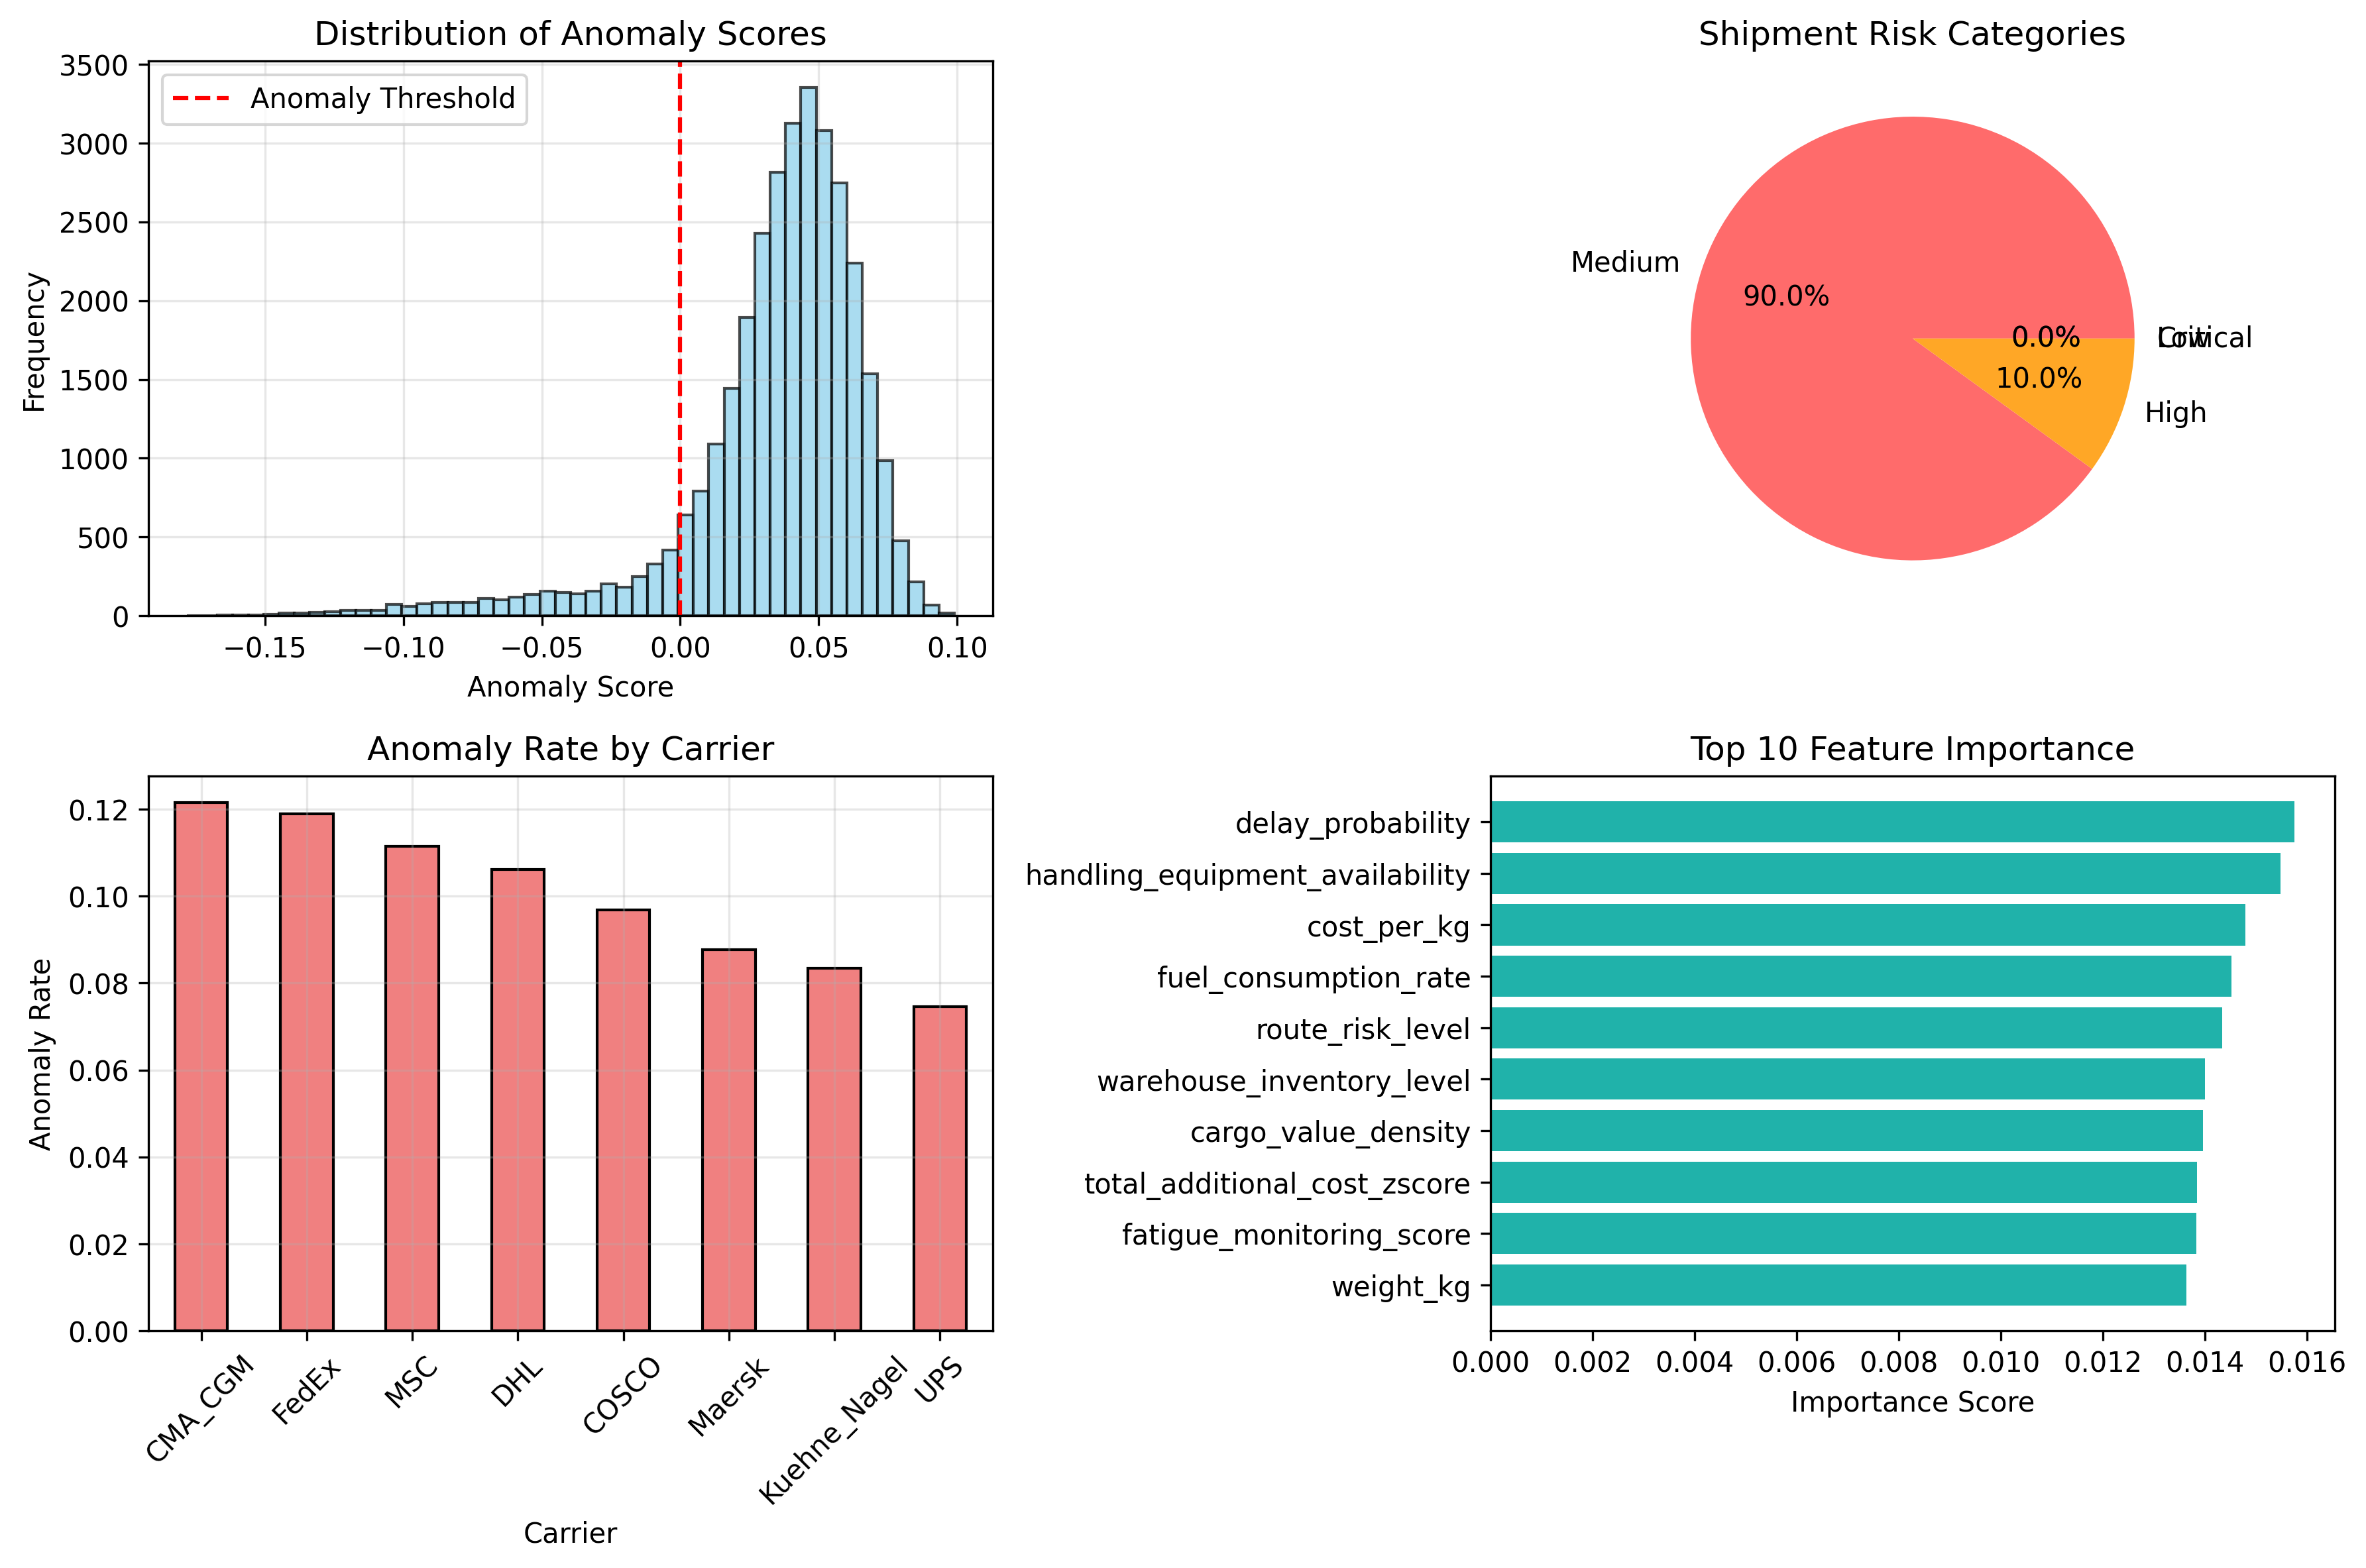 Distribution of Anomaly Scores
Anomaly Threshold
3500
3000
2500
2000
1500
1000
500
0
Frequency
−0.15 −0.10 −0.05 0.00 0.05 0.10
Anomaly Score
Shipment Risk Categories
Medium
90.0%
0.0%
Low
Critical
10.0%
High
Anomaly Rate by Carrier
0.12
0.10
0.08
0.06
0.04
0.02
0.00
Anomaly Rate
CMA_CGM FedEx MSC DHL COSCO Maersk Kuehne_Nagel UPS
Carrier
Top 10 Feature Importance
delay_probability
handling_equipment_availability
cost_per_kg
fuel_consumption_rate
route_risk_level
warehouse_inventory_level
cargo_value_density
total_additional_cost_zscore
fatigue_monitoring_score
weight_kg
0.000 0.002 0.004 0.006 0.008 0.010 0.012 0.014 0.016
Importance Score